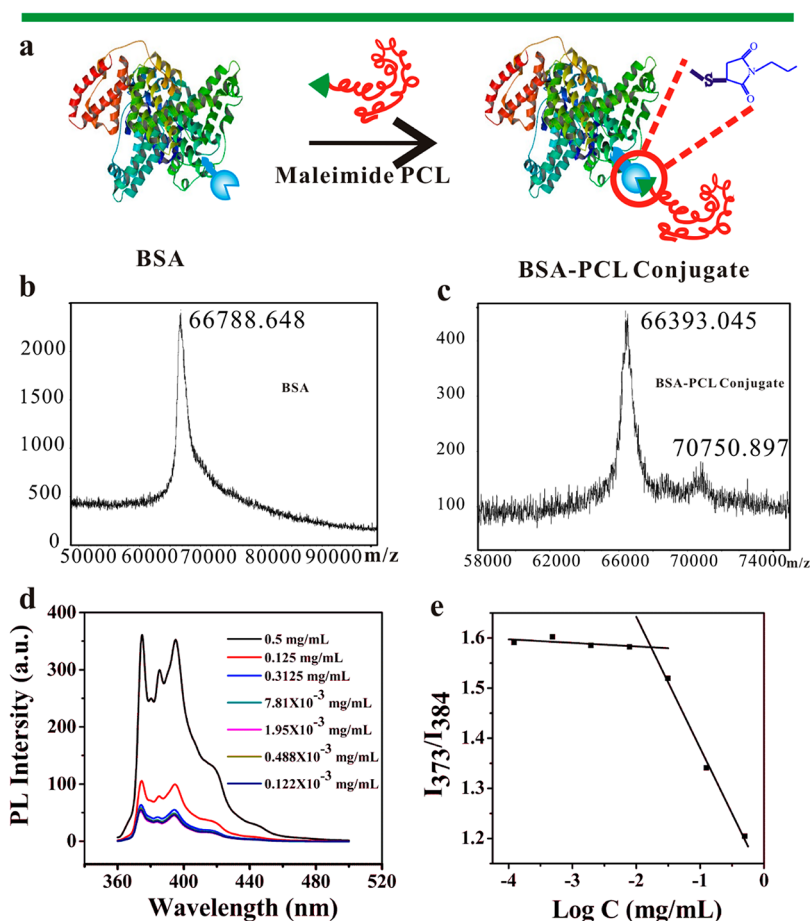 a
S
O
N
O
Maleimide PCL
BSA
BSA-PCL Conjugate
b
66788.648
BSA
2000
1500
1000
500
0
50000 60000 70000 80000 90000 m/z
c
66393.045
BSA-PCL Conjugate
70750.897
400
300
200
100
58000 62000 66000 70000 74000 m/z
d
PL Intersity (a.u.)
400
350
300
250
200
150
100
50
0
0.5 mg/mL
0.125 mg/mL
0.3125 mg/mL
7.81X10-3 mg/mL
1.95X10-3 mg/mL
0.488X10-3 mg/mL
0.122X10-3 mg/mL
360 400 440 480 520
Wavelength (nm)
e
I373/I384
1.6
1.5
1.4
1.3
1.2
-4 -3 -2 -1 0
Log C (mg/mL)